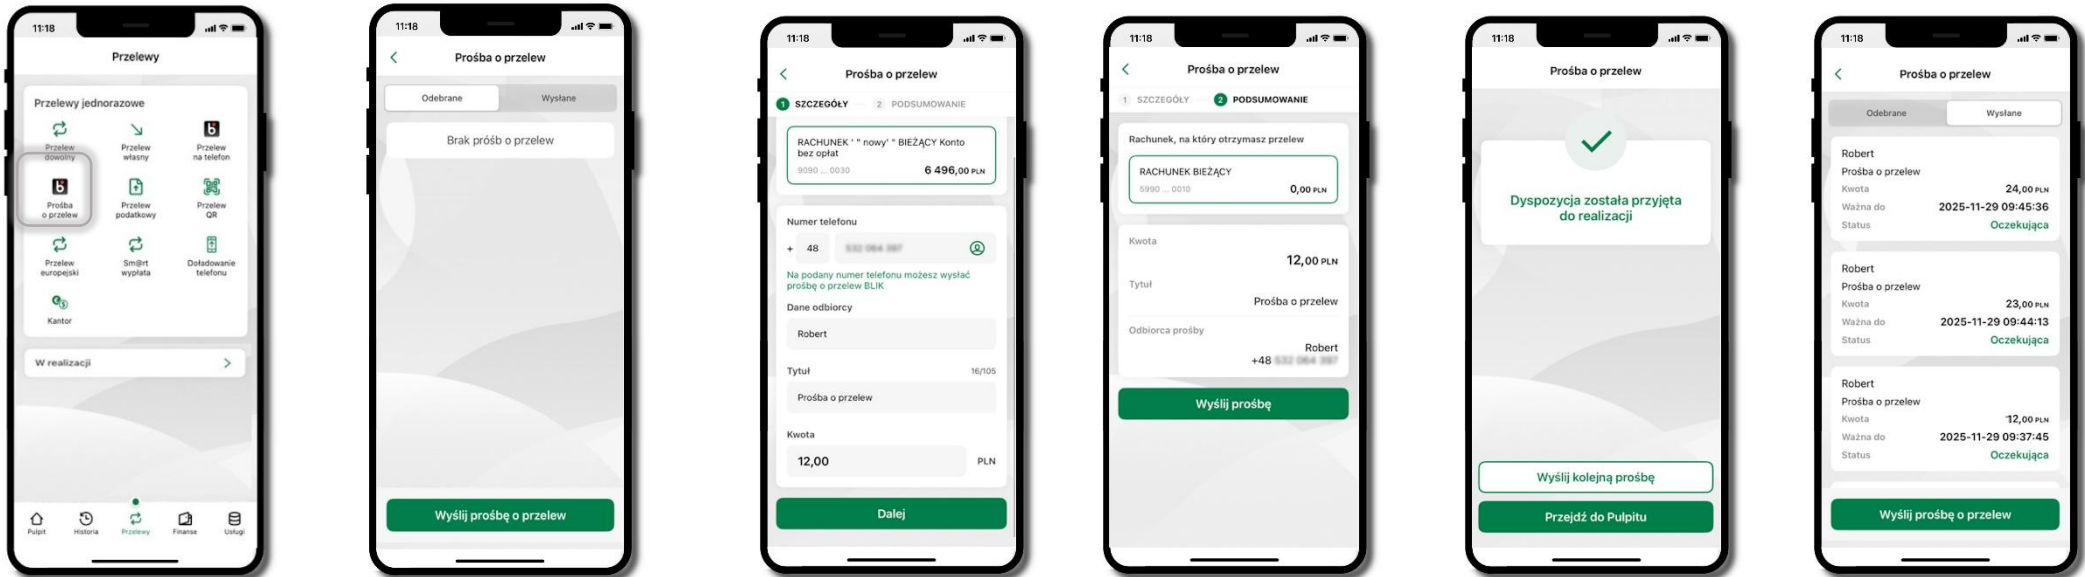 11:18
Przelewy
Przelewy jednorazowe
Przelew dowolny
Przelew własny
Przelew na telefon
Prośba o przelew
Przelew podatkowy
Przelew QR
Przelew europejski
Sm@rt wypłata
Doładowanie telefonu
Kantor
W realizacji
Pulpit Historia Przelewy Finanse Usługi
11:18
Prośba o przelew
Odebrane Wysłane
Brak próśb o przelew
Wyślij prośbę o przelew
11:18
Prośba o przelew
1 SZCZEGÓŁY 2 PODSUMOWANIE
RACHUNEK ' " nowy' " BIEŻĄCY Konto
bez opłat
9090 ... 0030 6 496,00 PLN
Numer telefonu
+ 48 532 064 397
Na podany numer telefonu możesz wysłać
prośbę o przelew BLIK
Dane odbiorcy
Robert
Tytuł 16/105
Prośba o przelew
Kwota
12,00 PLN
Dalej
11:18
Prośba o przelew
1 SZCZEGÓŁY 2 PODSUMOWANIE
Rachunek, na który otrzymasz przelew
RACHUNEK BIEŻĄCY
5990 ... 0010 0,00 PLN
Kwota
12,00 PLN
Tytuł
Prośba o przelew
Odbiorca prośby
Robert
+48 532 064 397
Wyślij prośbę
11:18
Prośba o przelew
Dyspozycja została przyjęta
do realizacji
Wyślij kolejną prośbę
Przejdź do Pulpitu
11:18
Prośba o przelew
Odebrane Wysłane
Robert
Prośba o przelew
Kwota 24,00 PLN
Ważna do 2025-11-29 09:45:36
Status Oczekująca
Robert
Prośba o przelew
Kwota 23,00 PLN
Ważna do 2025-11-29 09:44:13
Status Oczekująca
Robert
Prośba o przelew
Kwota 12,00 PLN
Ważna do 2025-11-29 09:37:45
Status Oczekująca
Wyślij prośbę o przelew